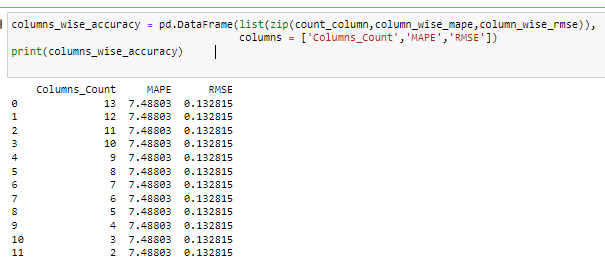 columns_wise_accuracy = pd.DataFrame(list(zip(count_column,column_wise_mape,column_wise_rmse)),
columns = ['Columns_Count','MAPE','RMSE'])
print(columns_wise_accuracy)
Columns_Count MAPE RMSE
0 13 7.48803 0.132815
1 12 7.48803 0.132815
2 11 7.48803 0.132815
3 10 7.48803 0.132815
4 9 7.48803 0.132815
5 8 7.48803 0.132815
6 7 7.48803 0.132815
7 6 7.48803 0.132815
8 5 7.48803 0.132815
9 4 7.48803 0.132815
10 3 7.48803 0.132815
11 2 7.48803 0.132815